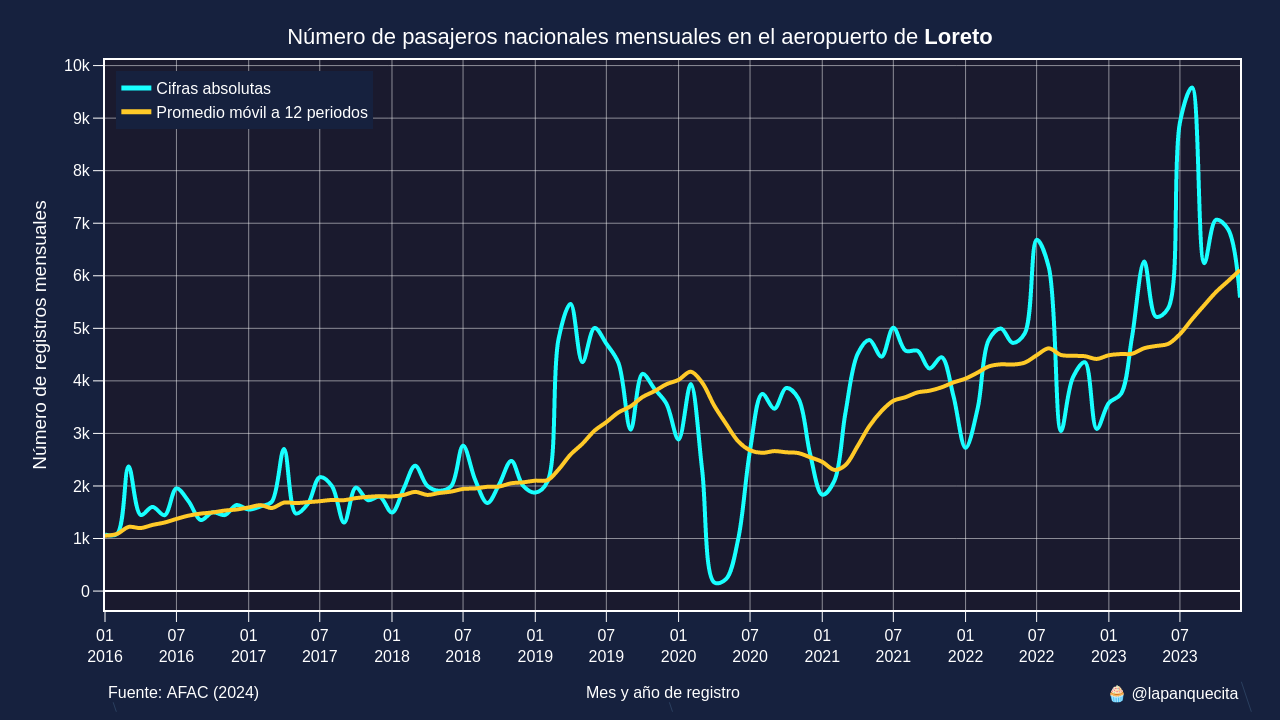 Número de pasajeros nacionales mensuales en el aeropuerto de Loreto
Cifras absolutas
Promedio móvil a 12 periodos
Número de registros mensuales
10k
9k
8k
7k
6k
5k
4k
3k
2k
1k
0
01 07 01 07 01 07 01 07 01 07 01 07 01 07 01 07
2016 2016 2017 2017 2018 2018 2019 2019 2020 2020 2021 2021 2022 2022 2023 2023
Fuente: AFAC (2024)
Mes y año de registro
🧁 @lapanquecita